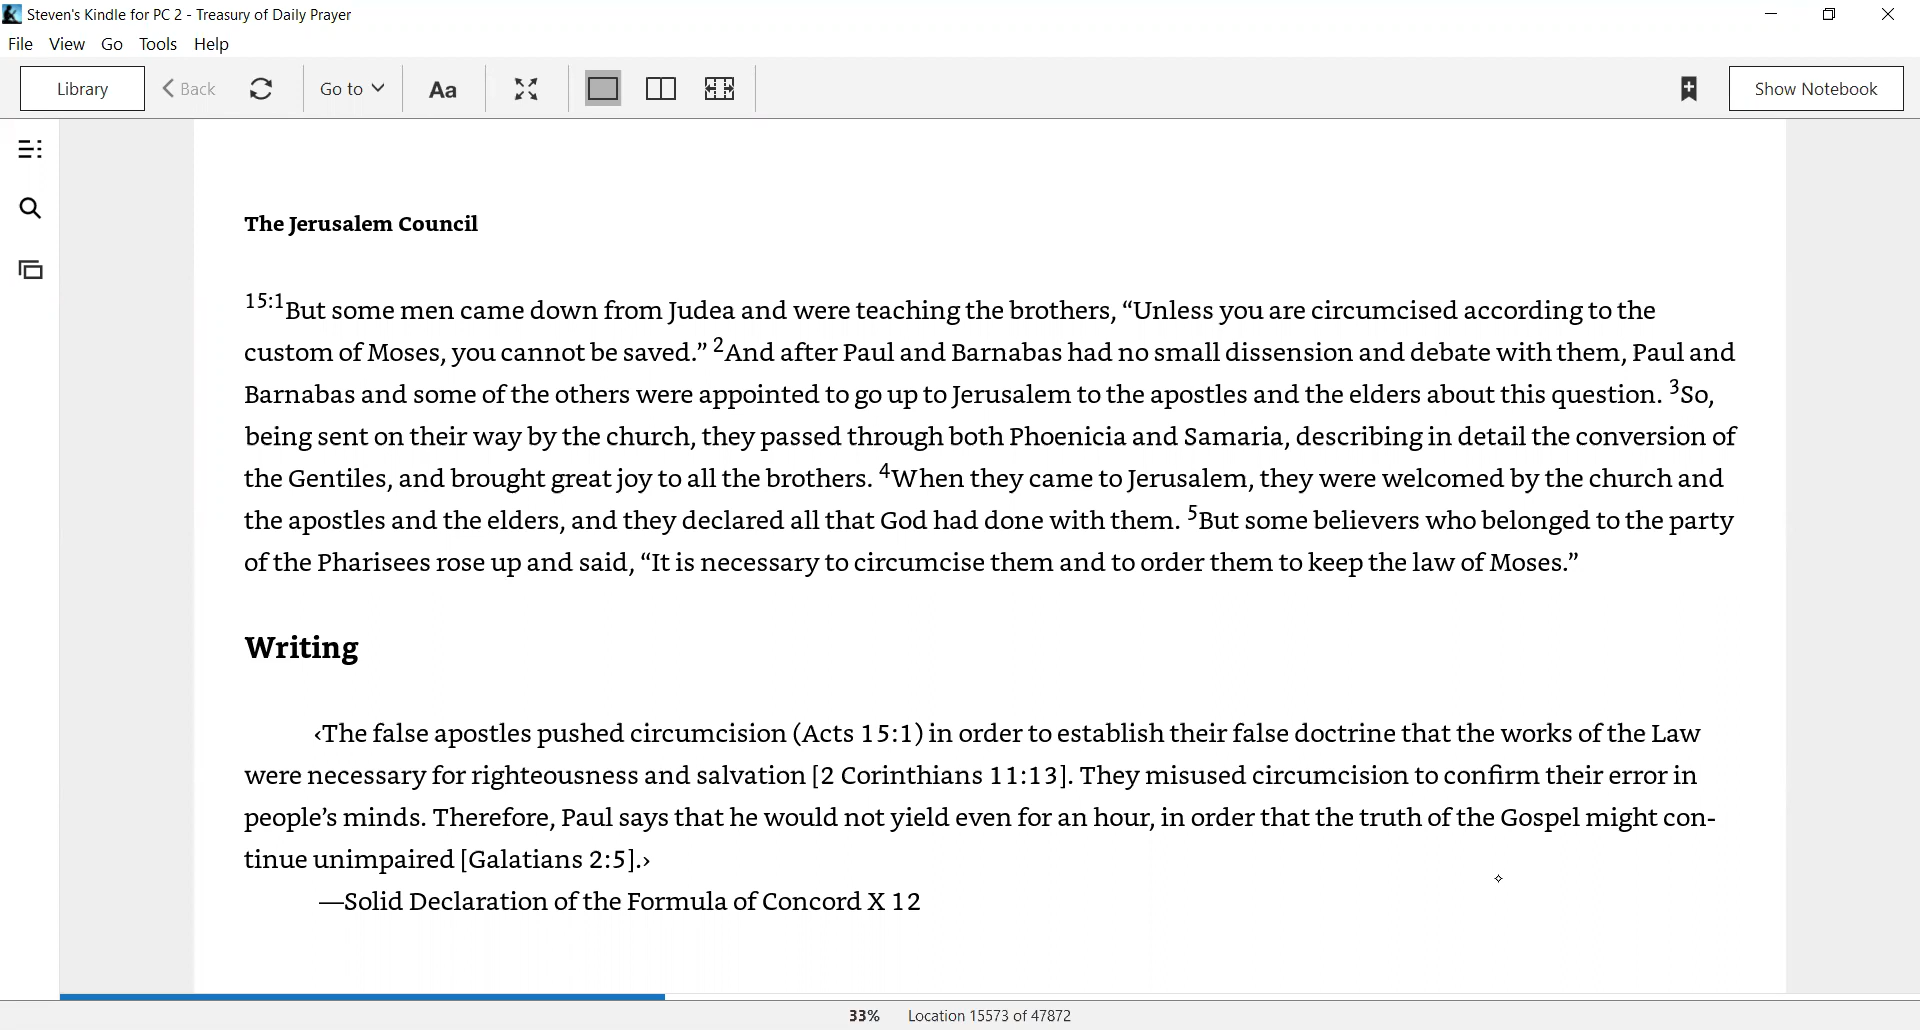 Steven's Kindle for PC 2 - Treasury of Daily Prayer
File View Go Tools Help
Library Back Go to Aa Show Notebook
The Jerusalem Council
15:1But some men came down from Judea and were teaching the brothers, “Unless you are circumcised according to the
custom of Moses, you cannot be saved.” 2And after Paul and Barnabas had no small dissension and debate with them, Paul and
Barnabas and some of the others were appointed to go up to Jerusalem to the apostles and the elders about this question. 3So,
being sent on their way by the church, they passed through both Phoenicia and Samaria, describing in detail the conversion of
the Gentiles, and brought great joy to all the brothers. 4When they came to Jerusalem, they were welcomed by the church and
the apostles and the elders, and they declared all that God had done with them. 5But some believers who belonged to the party
of the Pharisees rose up and said, “It is necessary to circumcise them and to order them to keep the law of Moses.”
Writing
‹The false apostles pushed circumcision (Acts 15:1) in order to establish their false doctrine that the works of the Law
were necessary for righteousness and salvation [2 Corinthians 11:13]. They misused circumcision to confirm their error in
people’s minds. Therefore, Paul says that he would not yield even for an hour, in order that the truth of the Gospel might con-
tinue unimpaired [Galatians 2:5].›
—Solid Declaration of the Formula of Concord X 12
33% Location 15573 of 47872